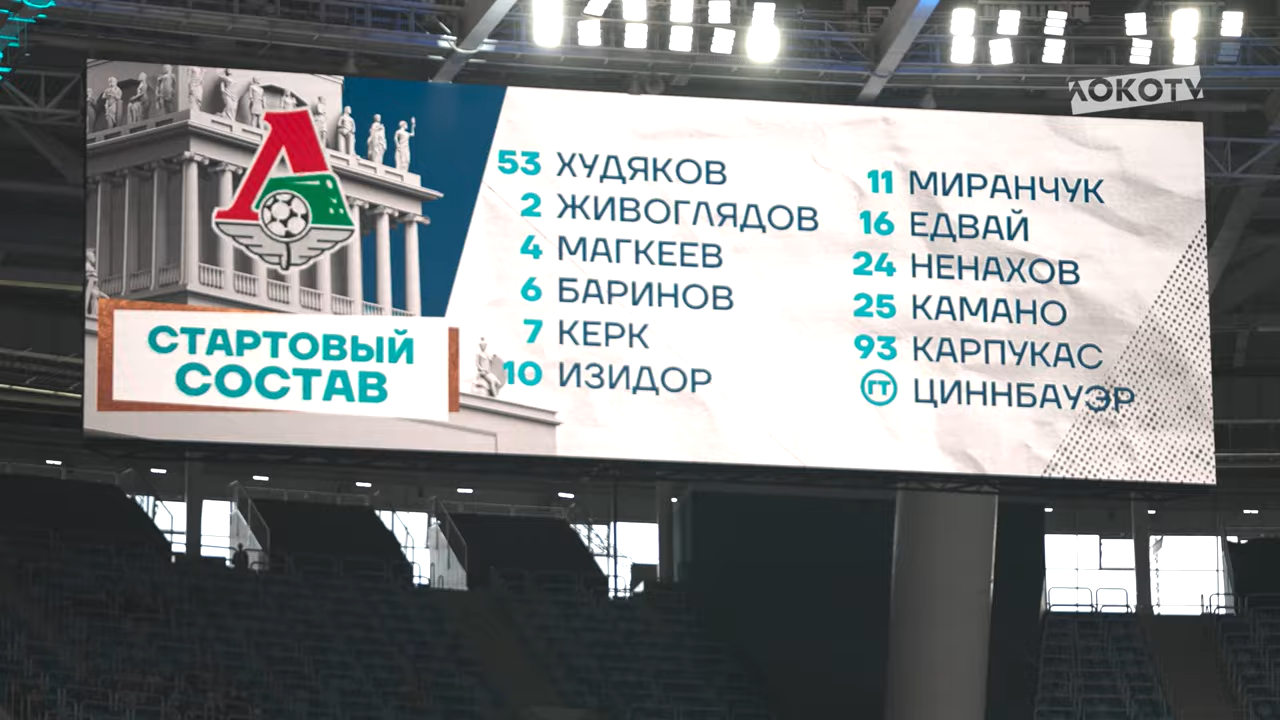 ЛОКОTV
53 ХУДЯКОВ
2 ЖИВОГЛЯДОВ
4 МАГКЕЕВ
6 БАРИНОВ
7 КЕРК
10 ИЗИДОР
11 МИРАНЧУК
16 ЕДВАЙ
24 НЕНАХОВ
25 КАМАНО
93 КАРПУКАС
ГТ ЦИННБАУЭР
СТАРТОВЫЙ
СОСТАВ